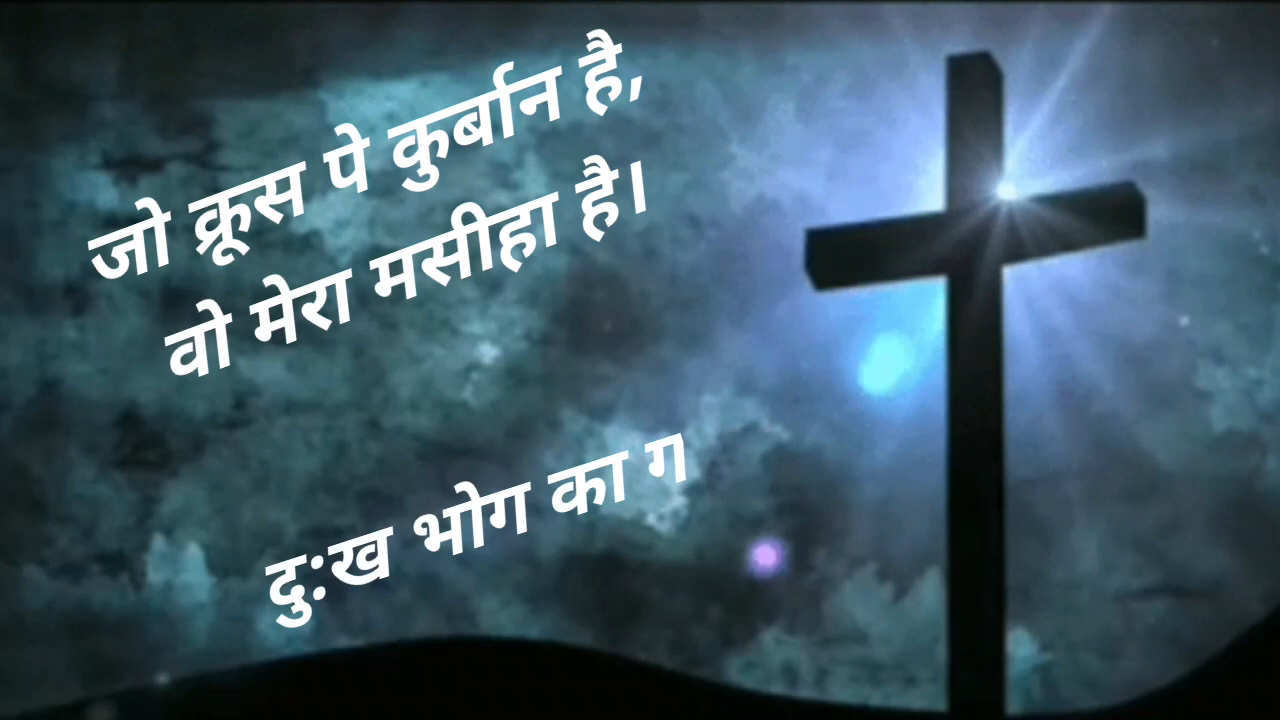 जो क्रूस पे कुर्बान है,
वो मेरा मसीहा है।
दुःख भोग का ग